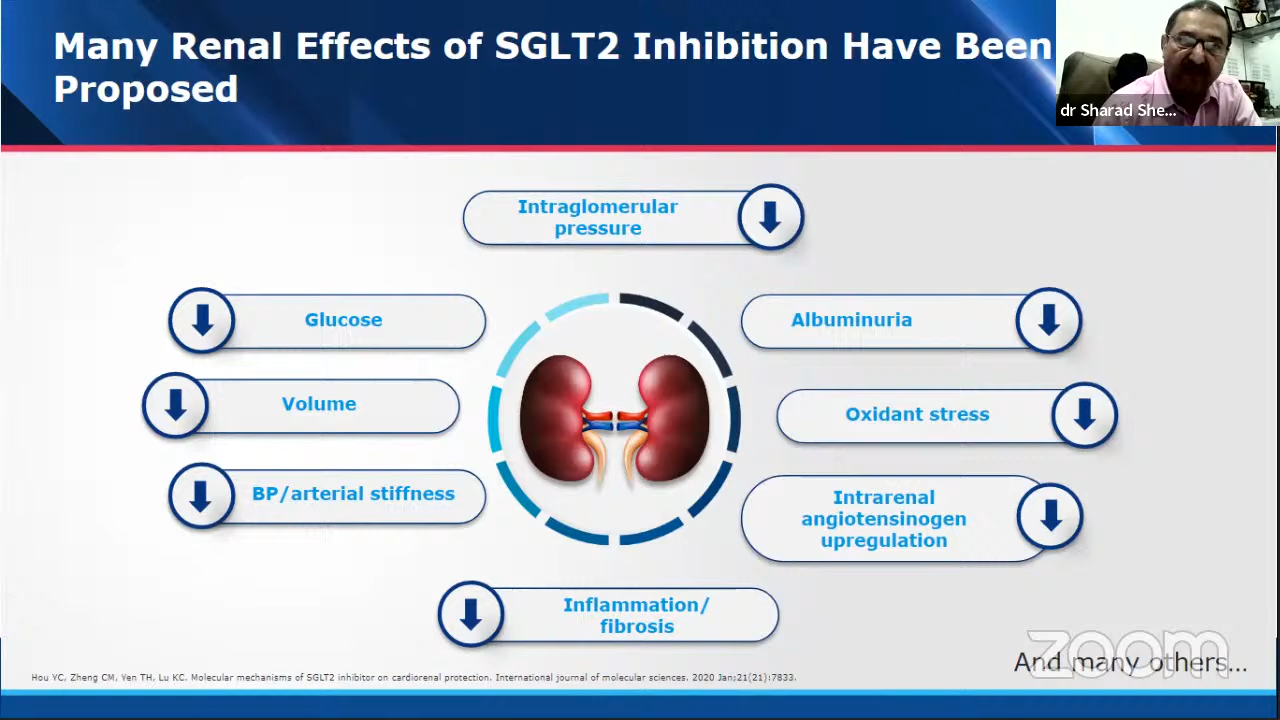 Many Renal Effects of SGLT2 Inhibition Have Been
Proposed
dr Sharad She...
Intraglomerular
pressure
Glucose
Albuminuria
Volume
Oxidant stress
BP/arterial stiffness
Intrarenal
angiotensinogen
upregulation
Inflammation/
fibrosis
zoom
And many others...
Hou YC, Zheng CM, Yen TH, Lu KC. Molecular mechanisms of SGLT2 inhibitor on cardiorenal protection. International journal of molecular sciences. 2020 Jan;21(21):7833.